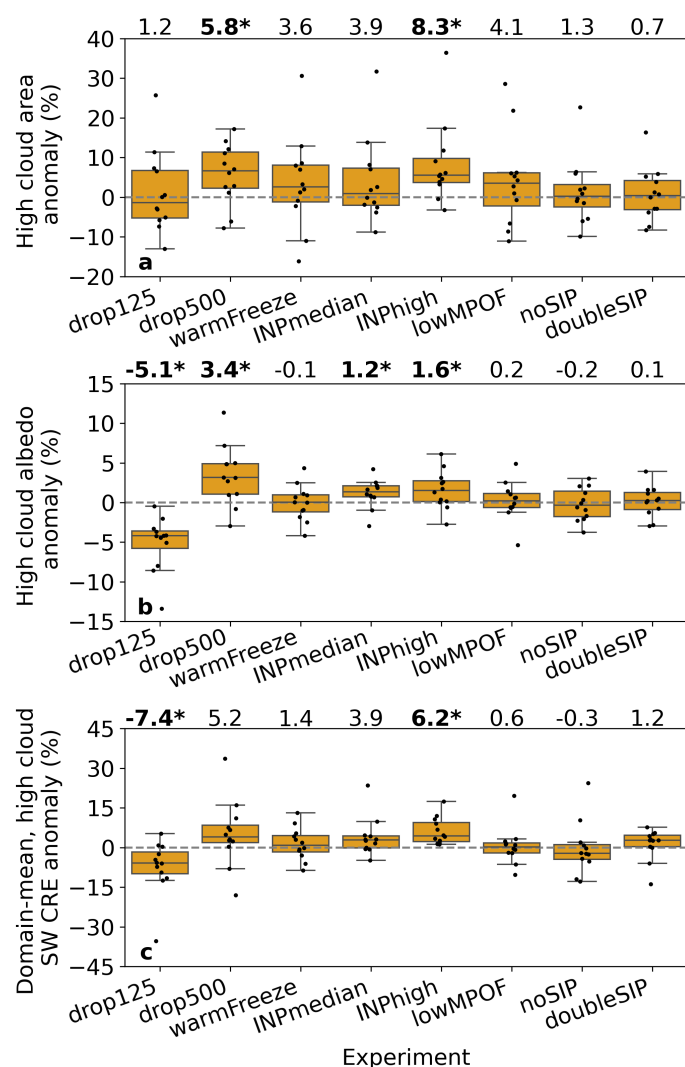 1.2 5.8* 3.6 3.9 8.3* 4.1 1.3 0.7
High cloud area
anomaly (%)
40
30
20
10
0
−10
−20
a
drop125 drop500 warmFreeze INPmedian INPhigh lowMPOF noSIP doubleSIP
-5.1* 3.4* -0.1 1.2* 1.6* 0.2 -0.2 0.1
High cloud albedo
anomaly (%)
15
10
5
0
−5
−10
−15
b
drop125 drop500 warmFreeze INPmedian INPhigh lowMPOF noSIP doubleSIP
-7.4* 5.2 1.4 3.9 6.2* 0.6 -0.3 1.2
Domain-mean, high cloud
SW CRE anomaly (%)
45
30
15
0
−15
−30
−45
c
drop125 drop500 warmFreeze INPmedian INPhigh lowMPOF noSIP doubleSIP
Experiment